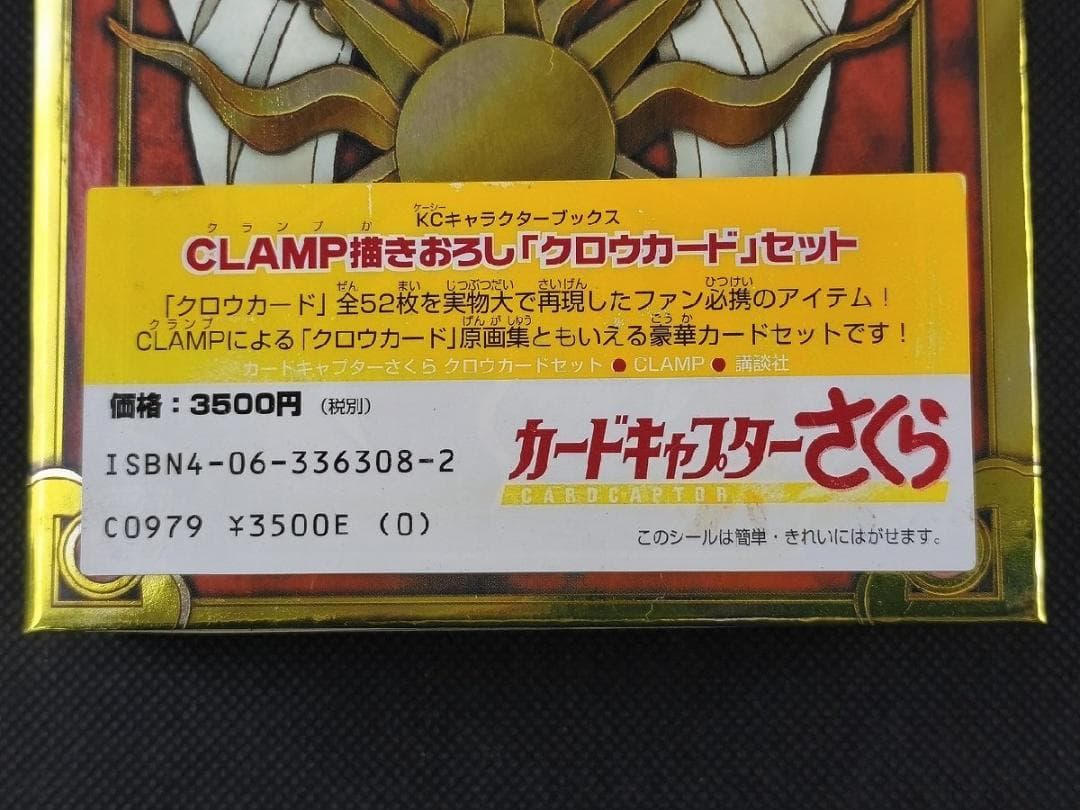 KCキャラクターブックス
CLAMP描きおろし「クロウカード」セット
「クロウカード」全52枚を実物大で再現したファン必携のアイテム！
CLAMPによる「クロウカード」原画集ともいえる豪華カードセットです！
カードキャプターさくら クロウカードセット ● CLAMP ● 講談社
価格：3500円（税別）
ISBN4-06-336308-2
C0979 ¥3500E (0)
カードキャプターさくら
CARDCAPTOR
このシールは簡単・きれいにはがせます。